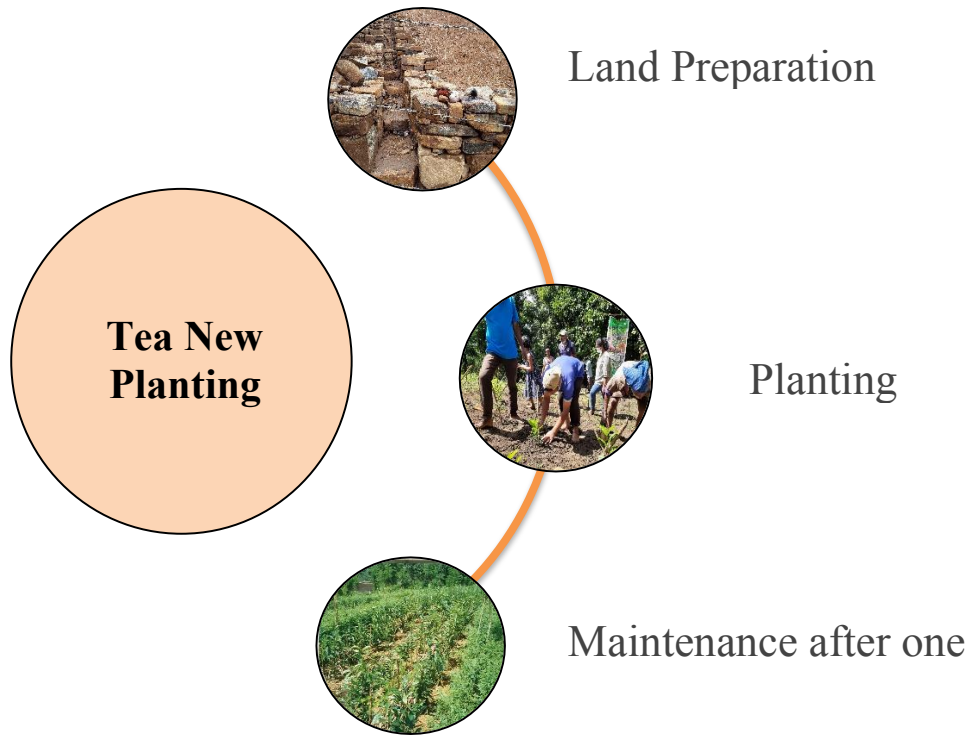 Land Preparation
Tea New
Planting
Planting
Maintenance after one